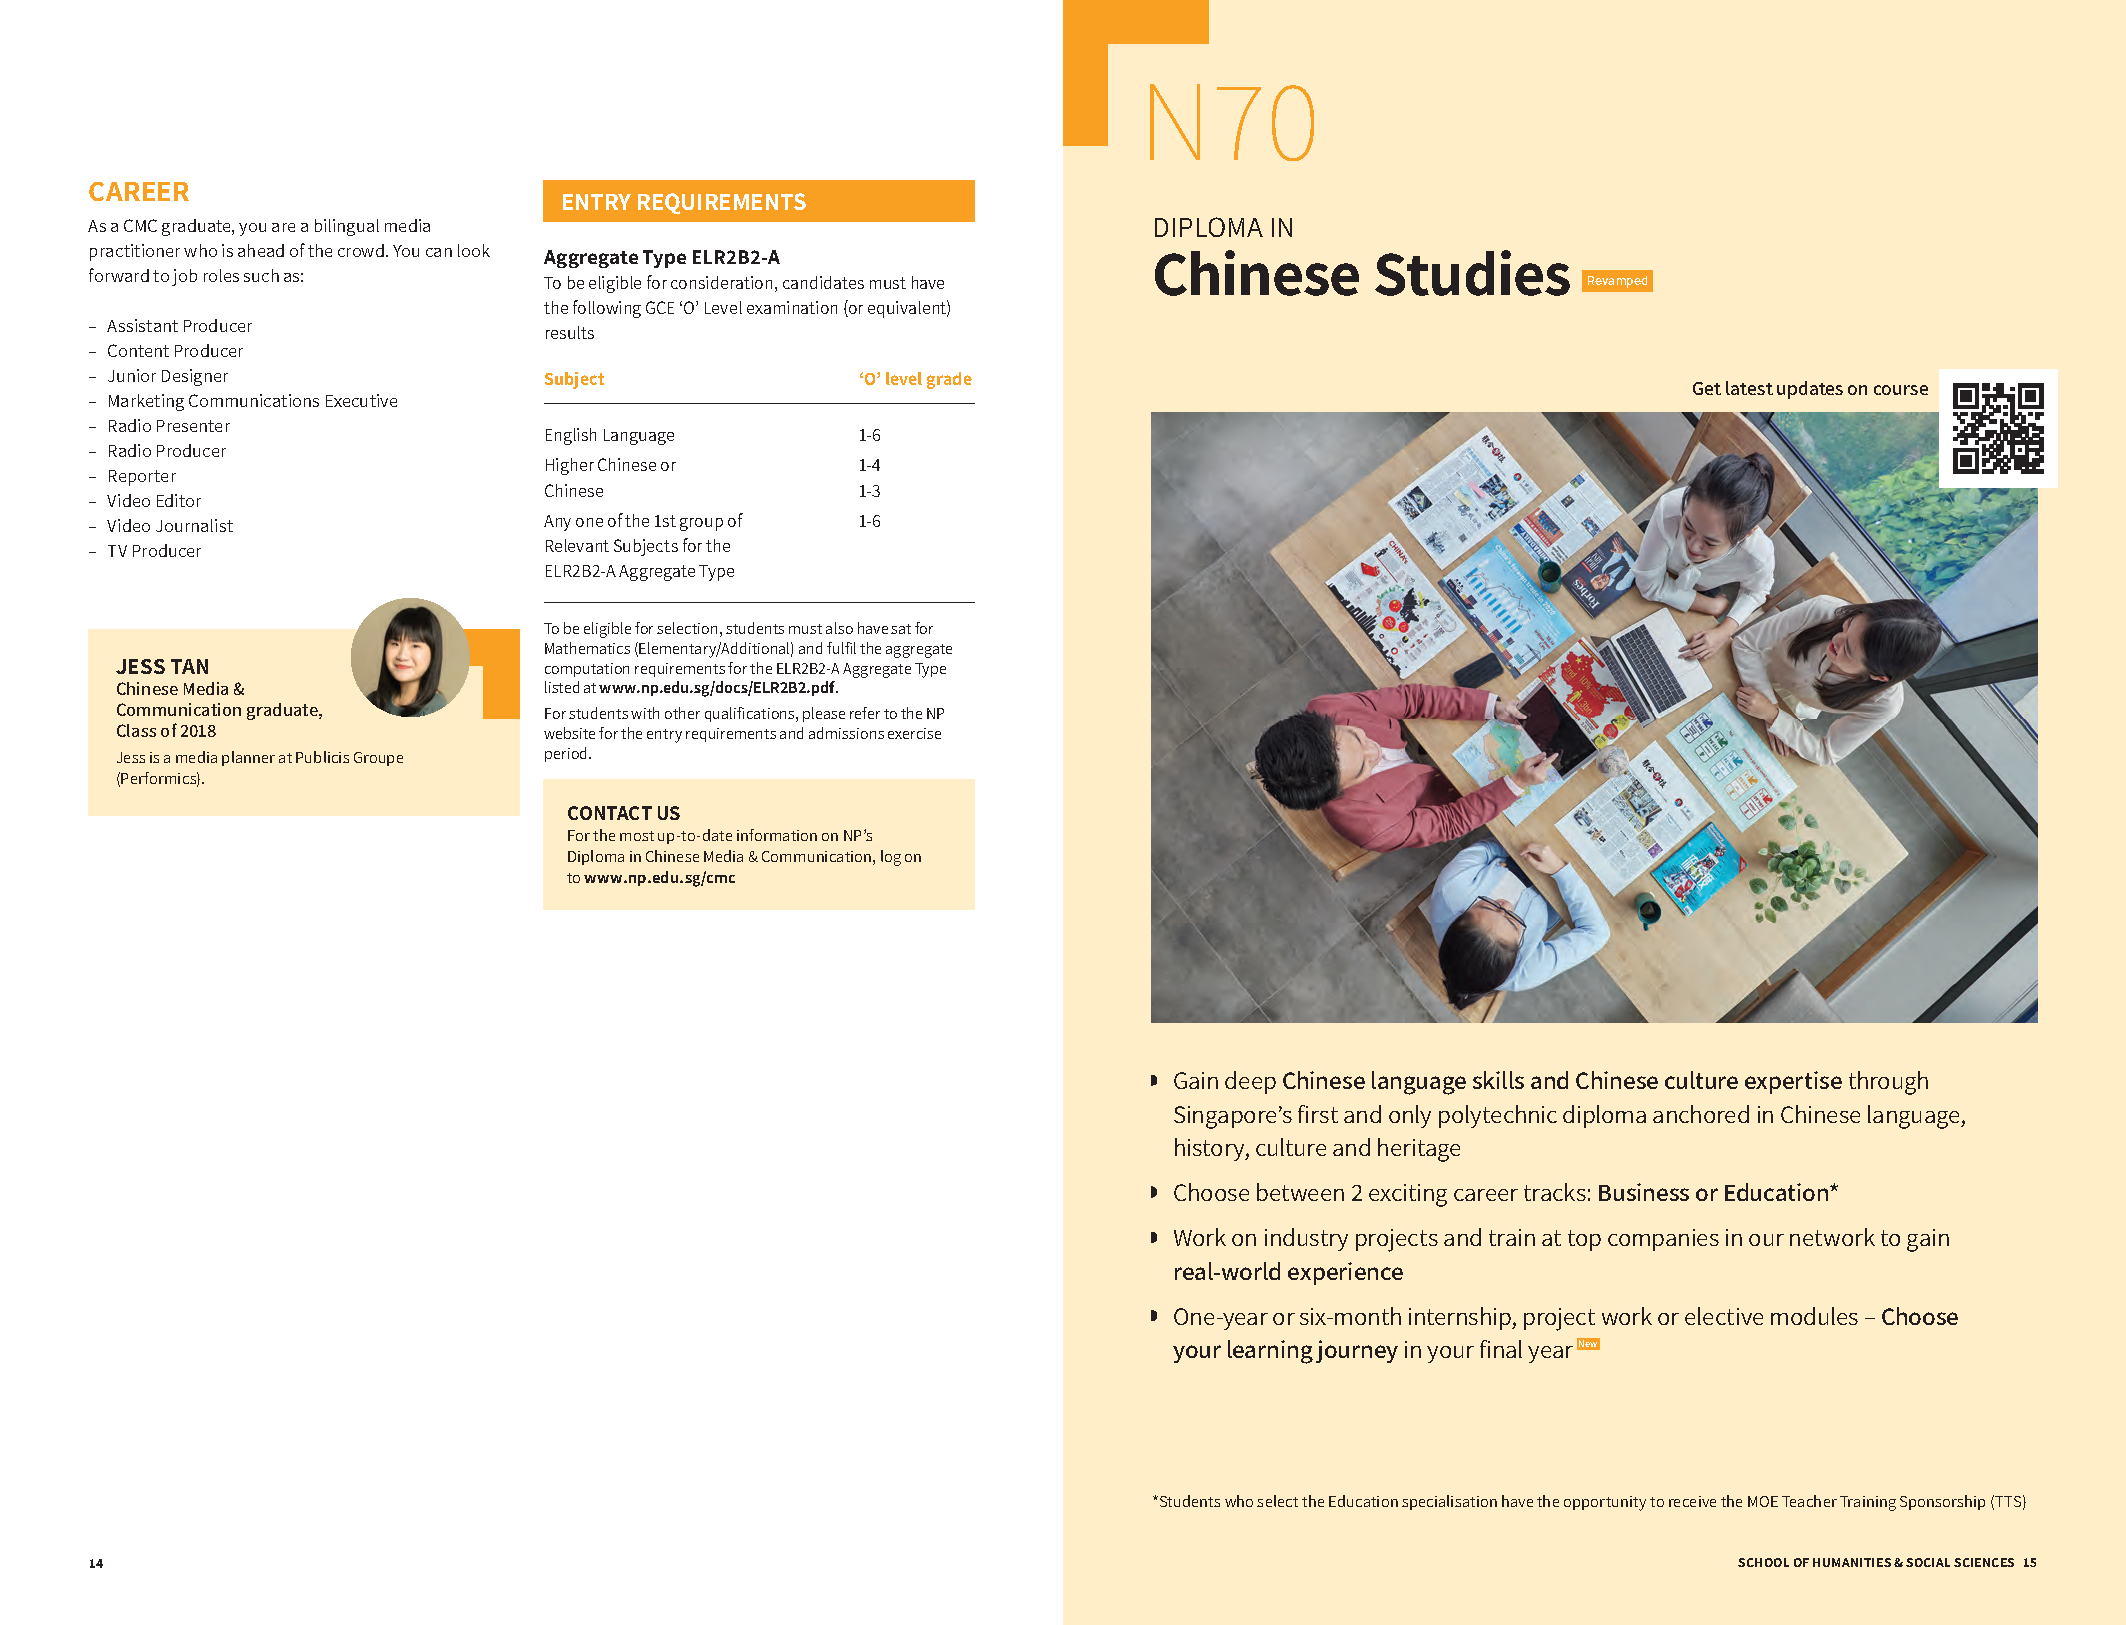 CAREER
As a CMC graduate, you are a bilingual media
practitioner who is ahead of the crowd. You can look
forward to job roles such as:
– Assistant Producer
– Content Producer
– Junior Designer
– Marketing Communications Executive
– Radio Presenter
– Radio Producer
– Reporter
– Video Editor
– Video Journalist
– TV Producer
JESS TAN
Chinese Media &
Communication graduate,
Class of 2018
Jess is a media planner at Publicis Groupe
(Performics).
ENTRY REQUIREMENTS
Aggregate Type ELR2B2-A
To be eligible for consideration, candidates must have
the following GCE ‘O’ Level examination (or equivalent)
results
Subject ‘O’ level grade
English Language 1-6
Higher Chinese or 1-4
Chinese 1-3
Any one of the 1st group of 1-6
Relevant Subjects for the
ELR2B2-A Aggregate Type
To be eligible for selection, students must also have sat for
Mathematics (Elementary/Additional) and fulfil the aggregate
computation requirements for the ELR2B2-A Aggregate Type
listed at www.np.edu.sg/docs/ELR2B2.pdf.
For students with other qualifications, please refer to the NP
website for the entry requirements and admissions exercise
period.
CONTACT US
For the most up-to-date information on NP’s
Diploma in Chinese Media & Communication, log on
to www.np.edu.sg/cmc
14
N70
DIPLOMA IN
Chinese Studies Revamped
Get latest updates on course
CHINA
Forbes
Gain deep Chinese language skills and Chinese culture expertise through
Singapore’s first and only polytechnic diploma anchored in Chinese language,
history, culture and heritage
Choose between 2 exciting career tracks: Business or Education*
Work on industry projects and train at top companies in our network to gain
real-world experience
One-year or six-month internship, project work or elective modules – Choose
your learning journey in your final year New
*Students who select the Education specialisation have the opportunity to receive the MOE Teacher Training Sponsorship (TTS)
SCHOOL OF HUMANITIES & SOCIAL SCIENCES 15